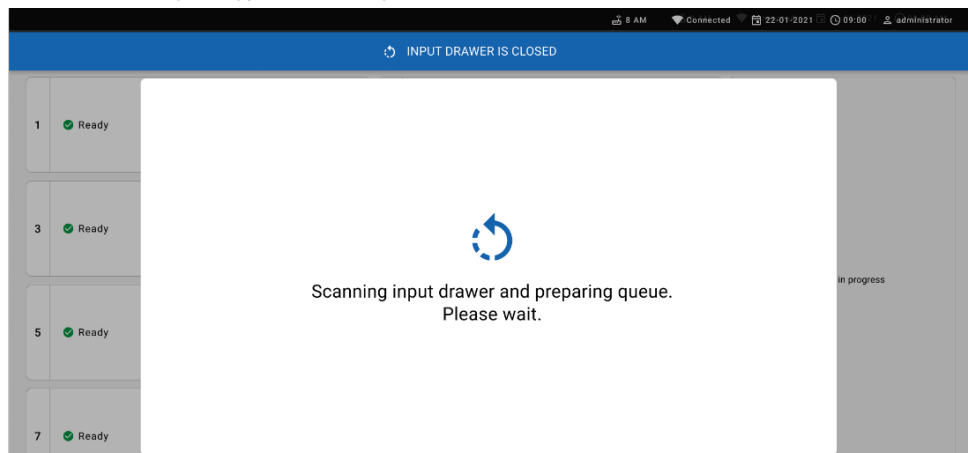 8 AM Connected 22-01-2021 09:00 administrator
INPUT DRAWER IS CLOSED
1 Ready
3 Ready
Scanning input drawer and preparing queue.
Please wait.
in progress
5 Ready
7 Ready